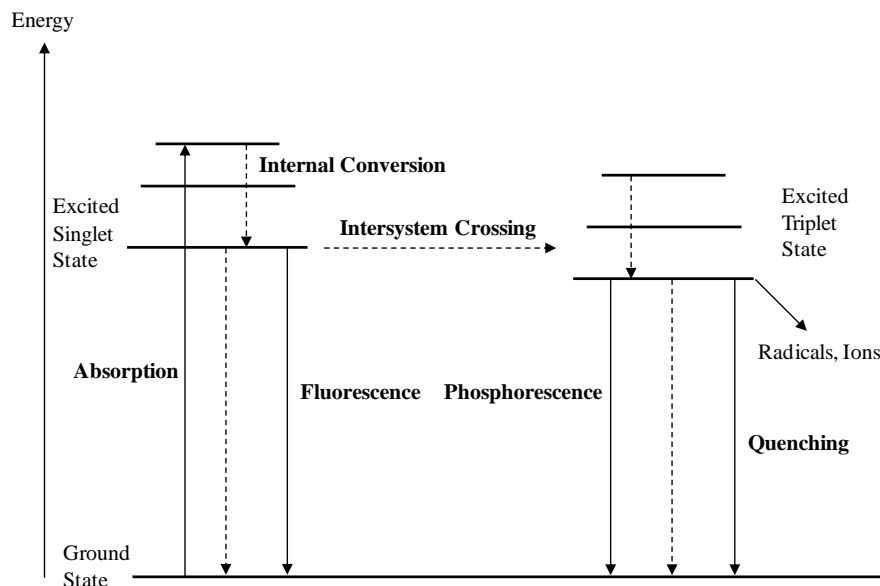 Energy
Internal Conversion
Excited
Singlet
State
Intersystem Crossing
Excited
Triplet
State
Radicals, Ions
Absorption
Fluorescence
Phosphorescence
Quenching
Ground
State